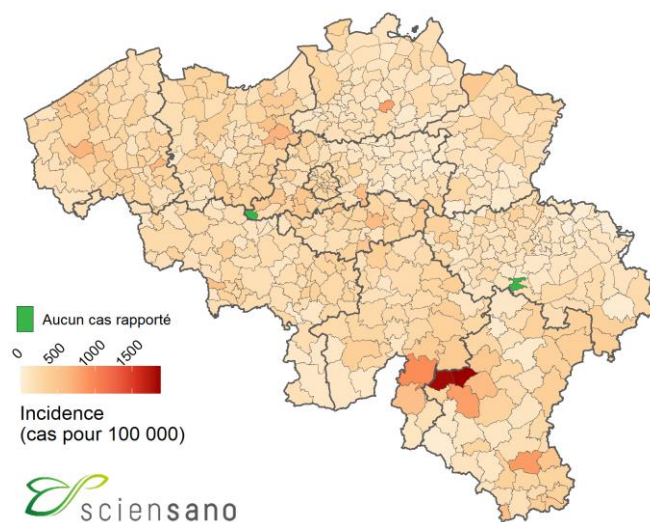 Aucun cas rapporté
0
500
1000
1500
Incidence
(cas pour 100 000)
sciensano